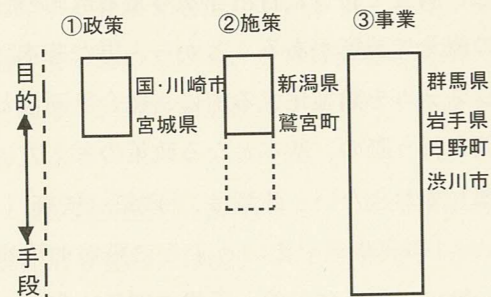 ①政策
②施策
③事業
目的
手段
国・川崎市
宮城県
新潟県
鷲宮町
群馬県
岩手県
日野町
渋川市